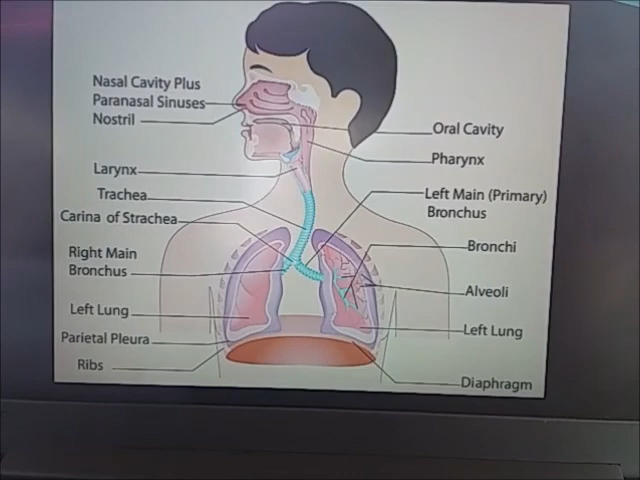 Nasal Cavity Plus
Paranasal Sinuses
Nostril
Larynx
Trachea
Carina of Strachea
Right Main
Bronchus
Left Lung
Parietal Pleura
Ribs
Oral Cavity
Pharynx
Left Main (Primary)
Bronchus
Bronchi
Alveoli
Left Lung
Diaphragm